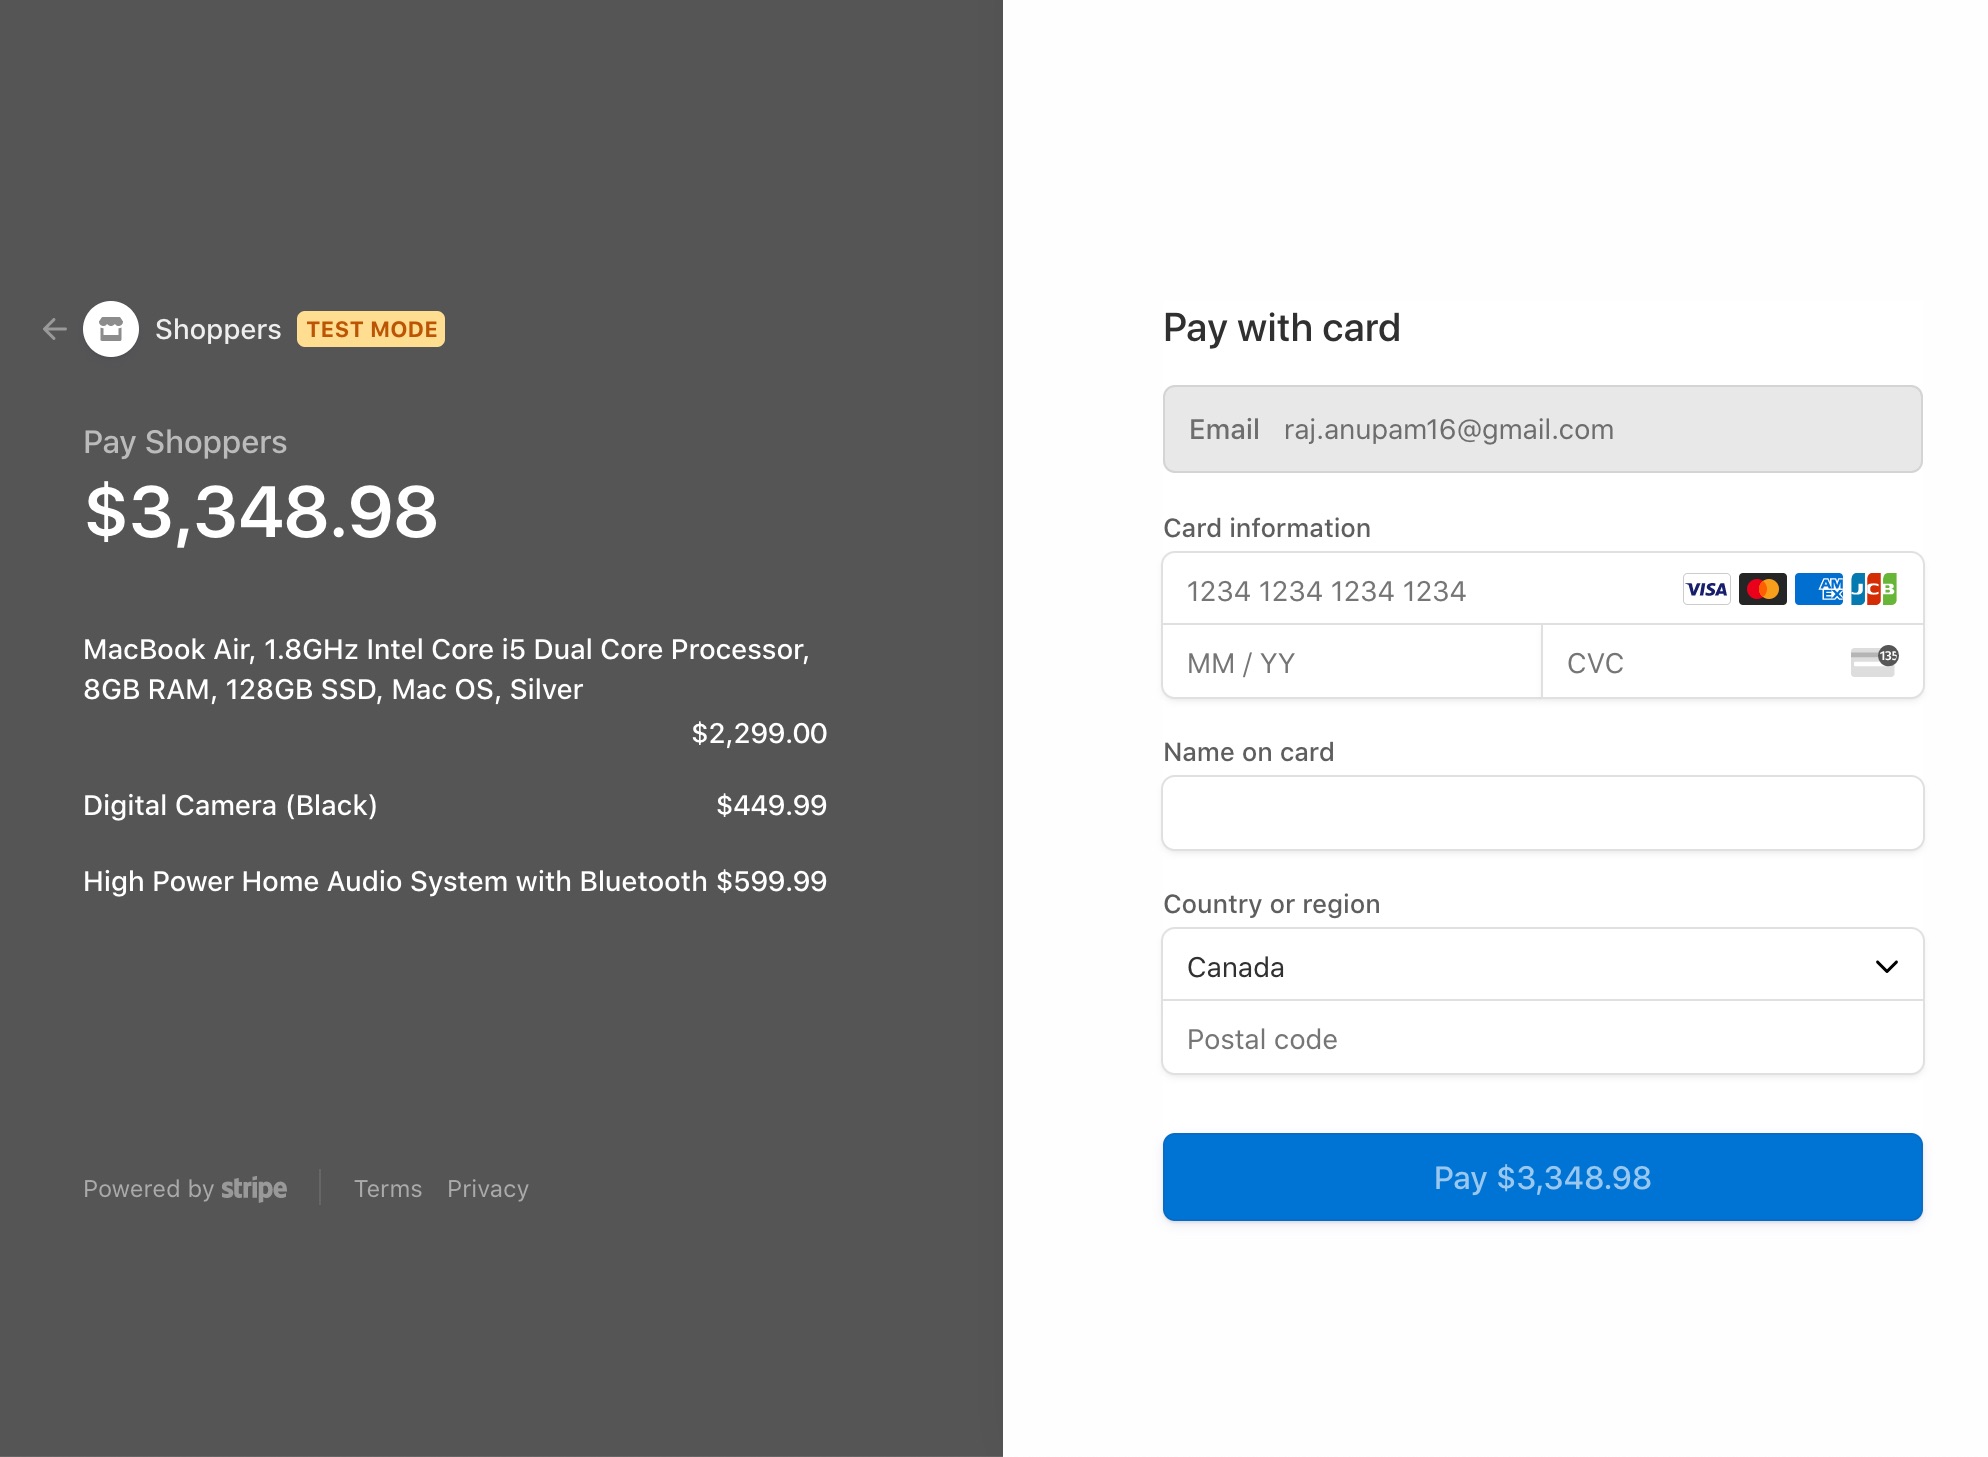 Shoppers TEST MODE
Pay Shoppers
$3,348.98
MacBook Air, 1.8GHz Intel Core i5 Dual Core Processor,
8GB RAM, 128GB SSD, Mac OS, Silver
$2,299.00
Digital Camera (Black) $449.99
High Power Home Audio System with Bluetooth $599.99
Powered by stripe Terms Privacy
Pay with card
Email raj.anupam16@gmail.com
Card information
1234 1234 1234 1234 VISA AMEX JCB
MM / YY CVC 135
Name on card
Country or region
Canada
Postal code
Pay $3,348.98